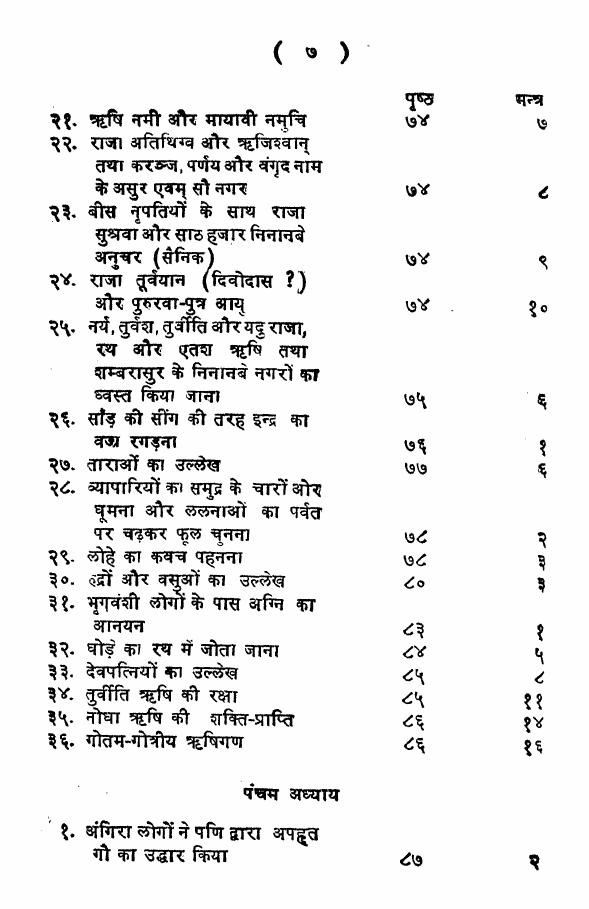 ( ७ )
पृष्ठ मन्त्र
२१. ऋषि नमी और मायावी नमुचि ७४ ७
२२. राजा अतिथिग्व और ऋजिश्वान्
तथा करञ्ज, पर्णय और वंगृद नाम
के असुर एवम् सौ नगर ७४ ८
२३. बीस नृपतियों के साथ राजा
सुश्रवा और साठ हजार निनानबे
अनुचर (सैनिक) ७४ ९
२४. राजा तूर्वयान (दिवोदास ?)
और पुरुरवा-पुत्र आयु ७४ १०
२५. नर्य, तुर्वश, तुर्वीति और यदु राजा,
रथ और एतश ऋषि तथा
शम्बरासुर के निनानबे नगरों का
ध्वस्त किया जाना ७५ ६
२६. साँड़ की सींग की तरह इन्द्र का
वज्र रगड़ना ७६ १
२७. ताराओं का उल्लेख ७७ ६
२८. व्यापारियों का समुद्र के चारों ओर
घूमना और ललनाओं का पर्वत
पर चढ़कर फूल चुनना ७८ २
२९. लोहे का कवच पहनना ७८ ३
३०. रुद्रों और वसुओं का उल्लेख ८० ३
३१. भृगुवंशी लोगों के पास अग्नि का
आनयन ८३ १
३२. घोड़े का रथ में जोता जाना ८४ ५
३३. देवपत्नियों का उल्लेख ८५ ८
३४. तुर्वीति ऋषि की रक्षा ८५ ११
३५. नोधा ऋषि की शक्ति-प्राप्ति ८६ १४
३६. गोतम-गोत्रीय ऋषिगण ८६ १६
पंचम अध्याय
१. अंगिरा लोगों ने पणि द्वारा अपहृत
गौ का उद्धार किया ८७ २